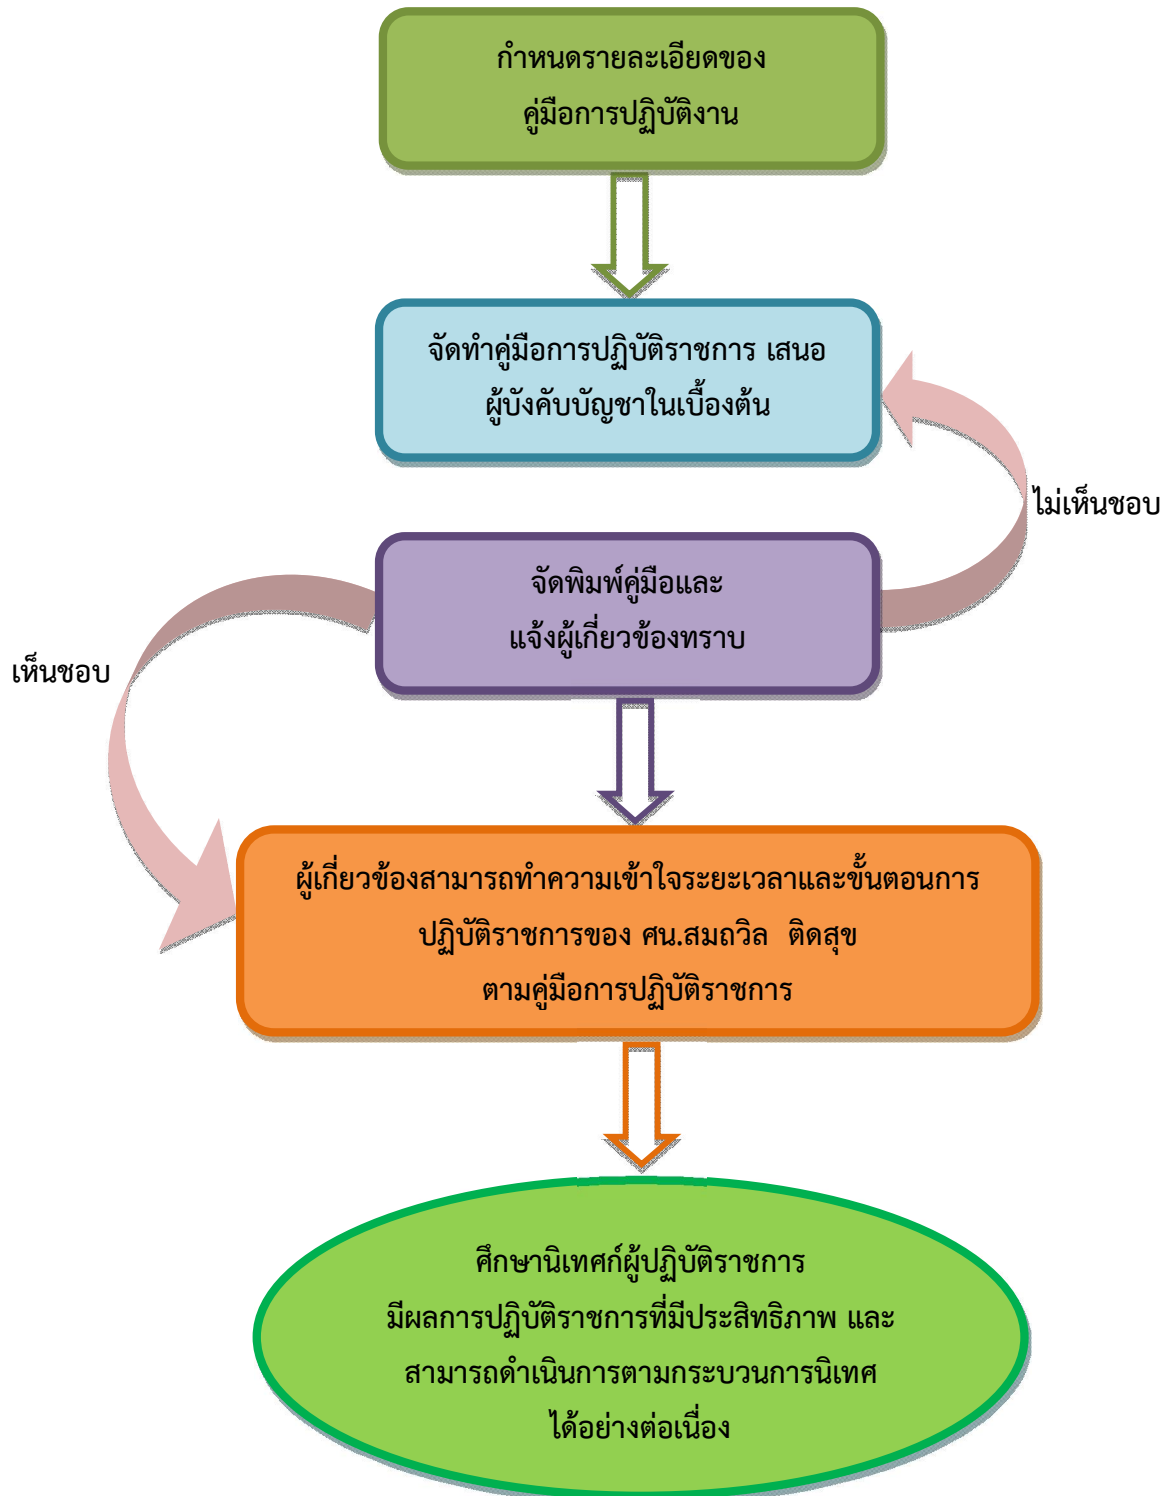 กำหนดรายละเอียดของ
คู่มือการปฏิบัติงาน
จัดทำคู่มือการปฏิบัติราชการ เสนอ
ผู้บังคับบัญชาในเบื้องต้น
ไม่เห็นชอบ
จัดพิมพ์คู่มือและ
แจ้งผู้เกี่ยวข้องทราบ
เห็นชอบ
ผู้เกี่ยวข้องสามารถทำความเข้าใจระยะเวลาและขั้นตอนการ
ปฏิบัติราชการของ ศน.สมถวิล  ติดสุข
ตามคู่มือการปฏิบัติราชการ
ศึกษานิเทศก์ผู้ปฏิบัติราชการ
มีผลการปฏิบัติราชการที่มีประสิทธิภาพ และ
สามารถดำเนินการตามกระบวนการนิเทศ
ได้อย่างต่อเนื่อง